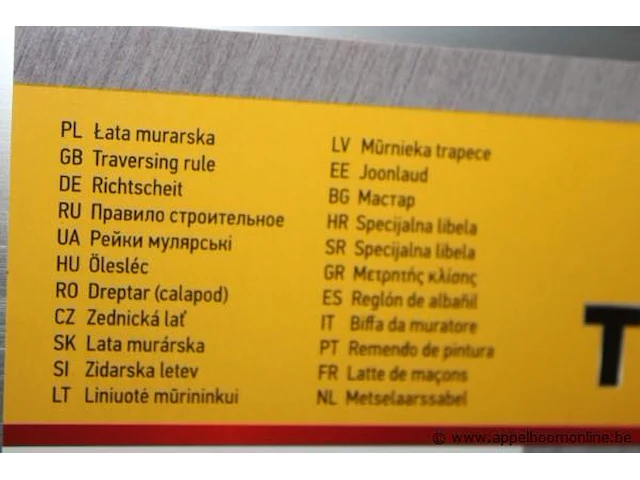 PL Łata murarska
GB Traversing rule
DE Richtscheit
RU Правило строительное
UA Рейки мулярські
HU Ölesléc
RO Dreptar (calapod)
CZ Zednická lať
SK Lata murárska
SI Zidarska letev
LT Liniuotė mūrininkui
LV Mūrnieka trapece
EE Joonlaud
BG Мастар
HR Specijalna libela
SR Specijalna libela
GR Μετρητής κλίσης
ES Reglón de albañil
IT Biffa da muratore
PT Remendo de pintura
FR Latte de maçons
NL Metselaarssabel
T
© www.appelboomonline.be